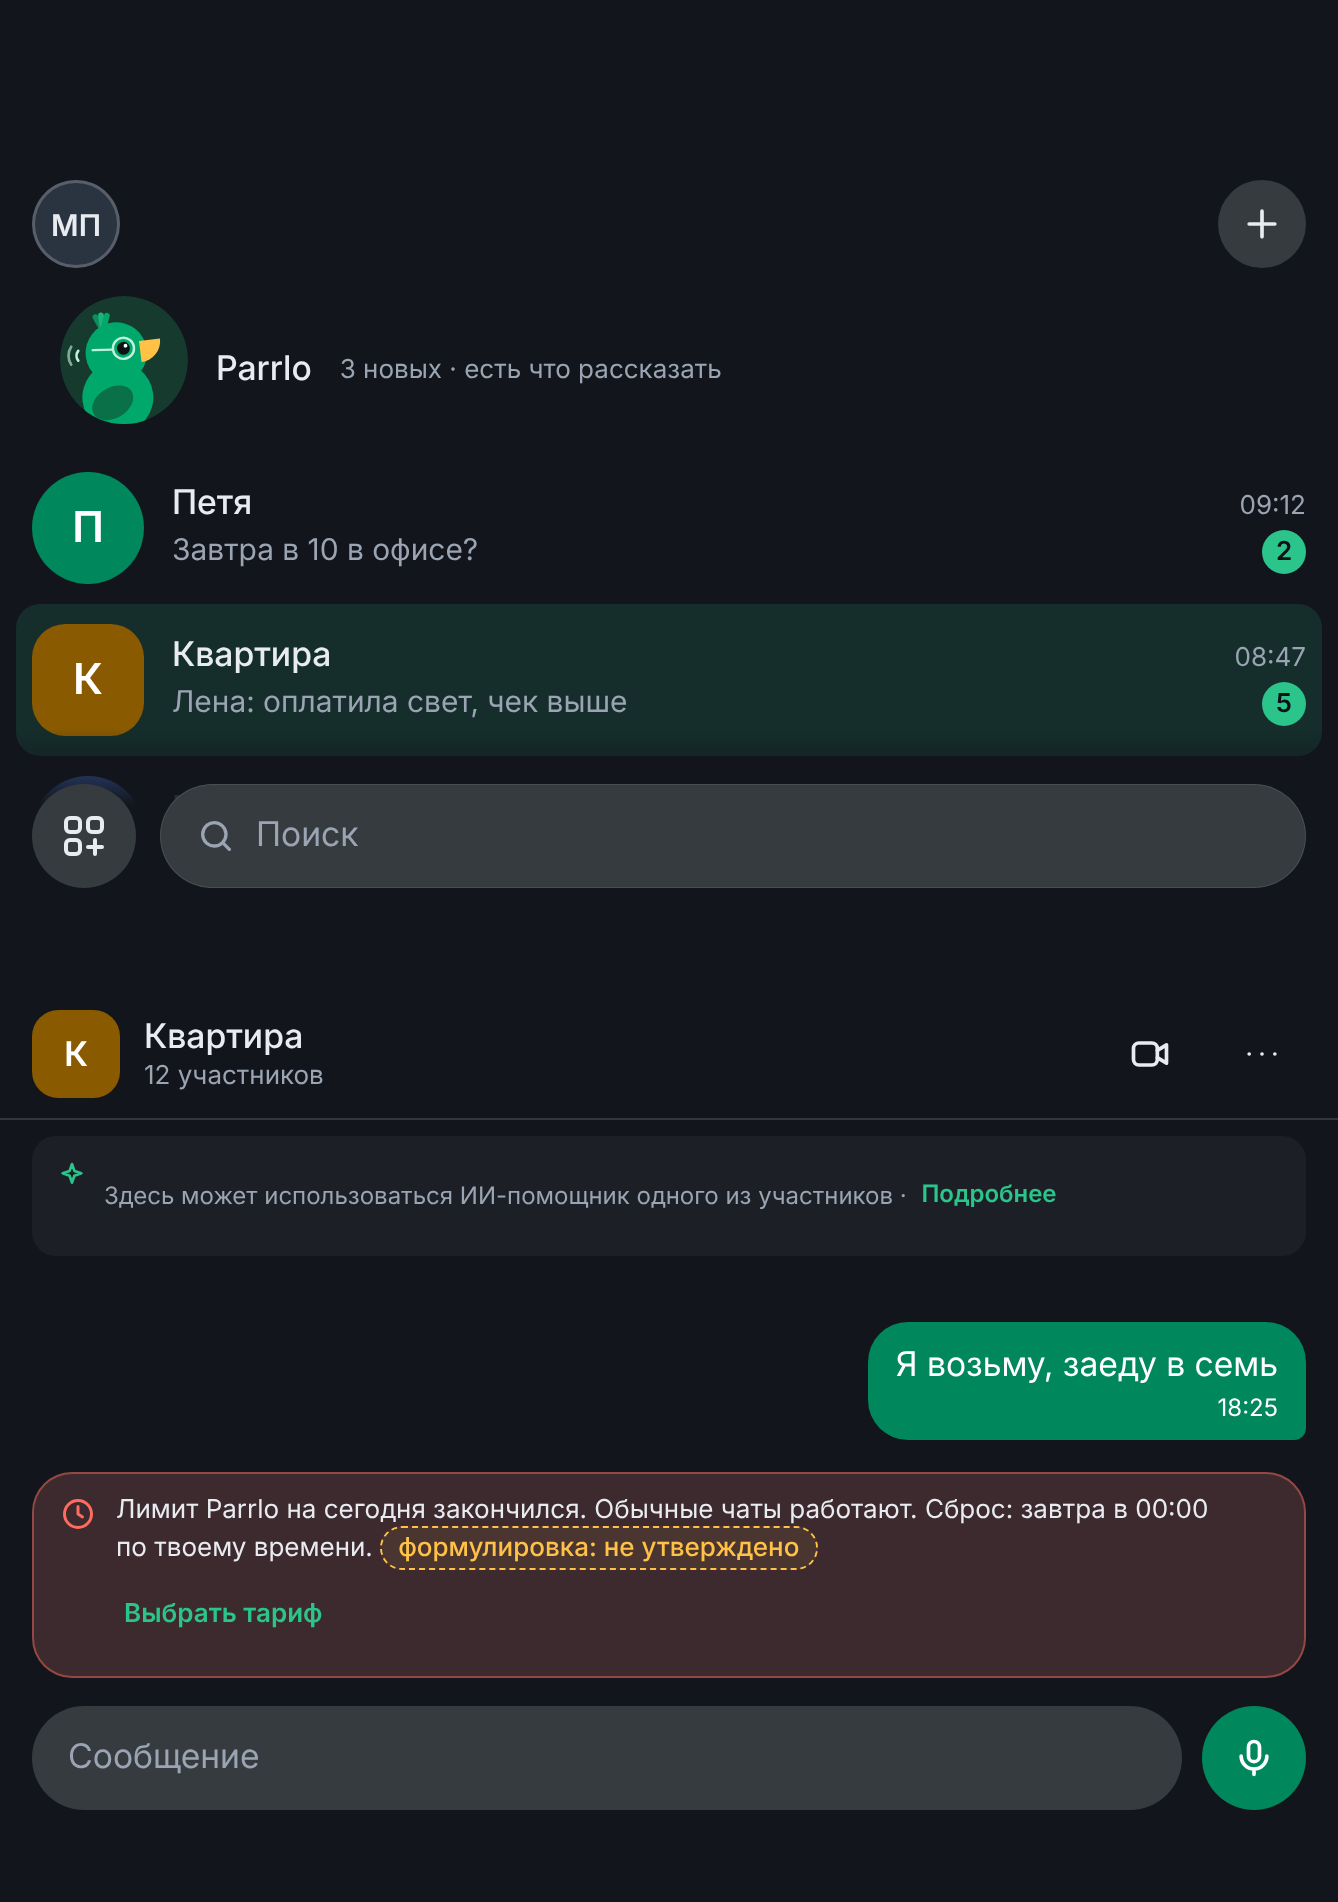 МП
Parrlo 3 новых · есть что рассказать
П
Петя
09:12
Завтра в 10 в офисе?
2
К
Квартира
08:47
Лена: оплатила свет, чек выше
5
Поиск
К
Квартира
12 участников
Здесь может использоваться ИИ-помощник одного из участников · Подробнее
Я возьму, заеду в семь
18:25
Лимит Parrlo на сегодня закончился. Обычные чаты работают. Сброс: завтра в 00:00
по твоему времени. формулировка: не утверждено
Выбрать тариф
Сообщение